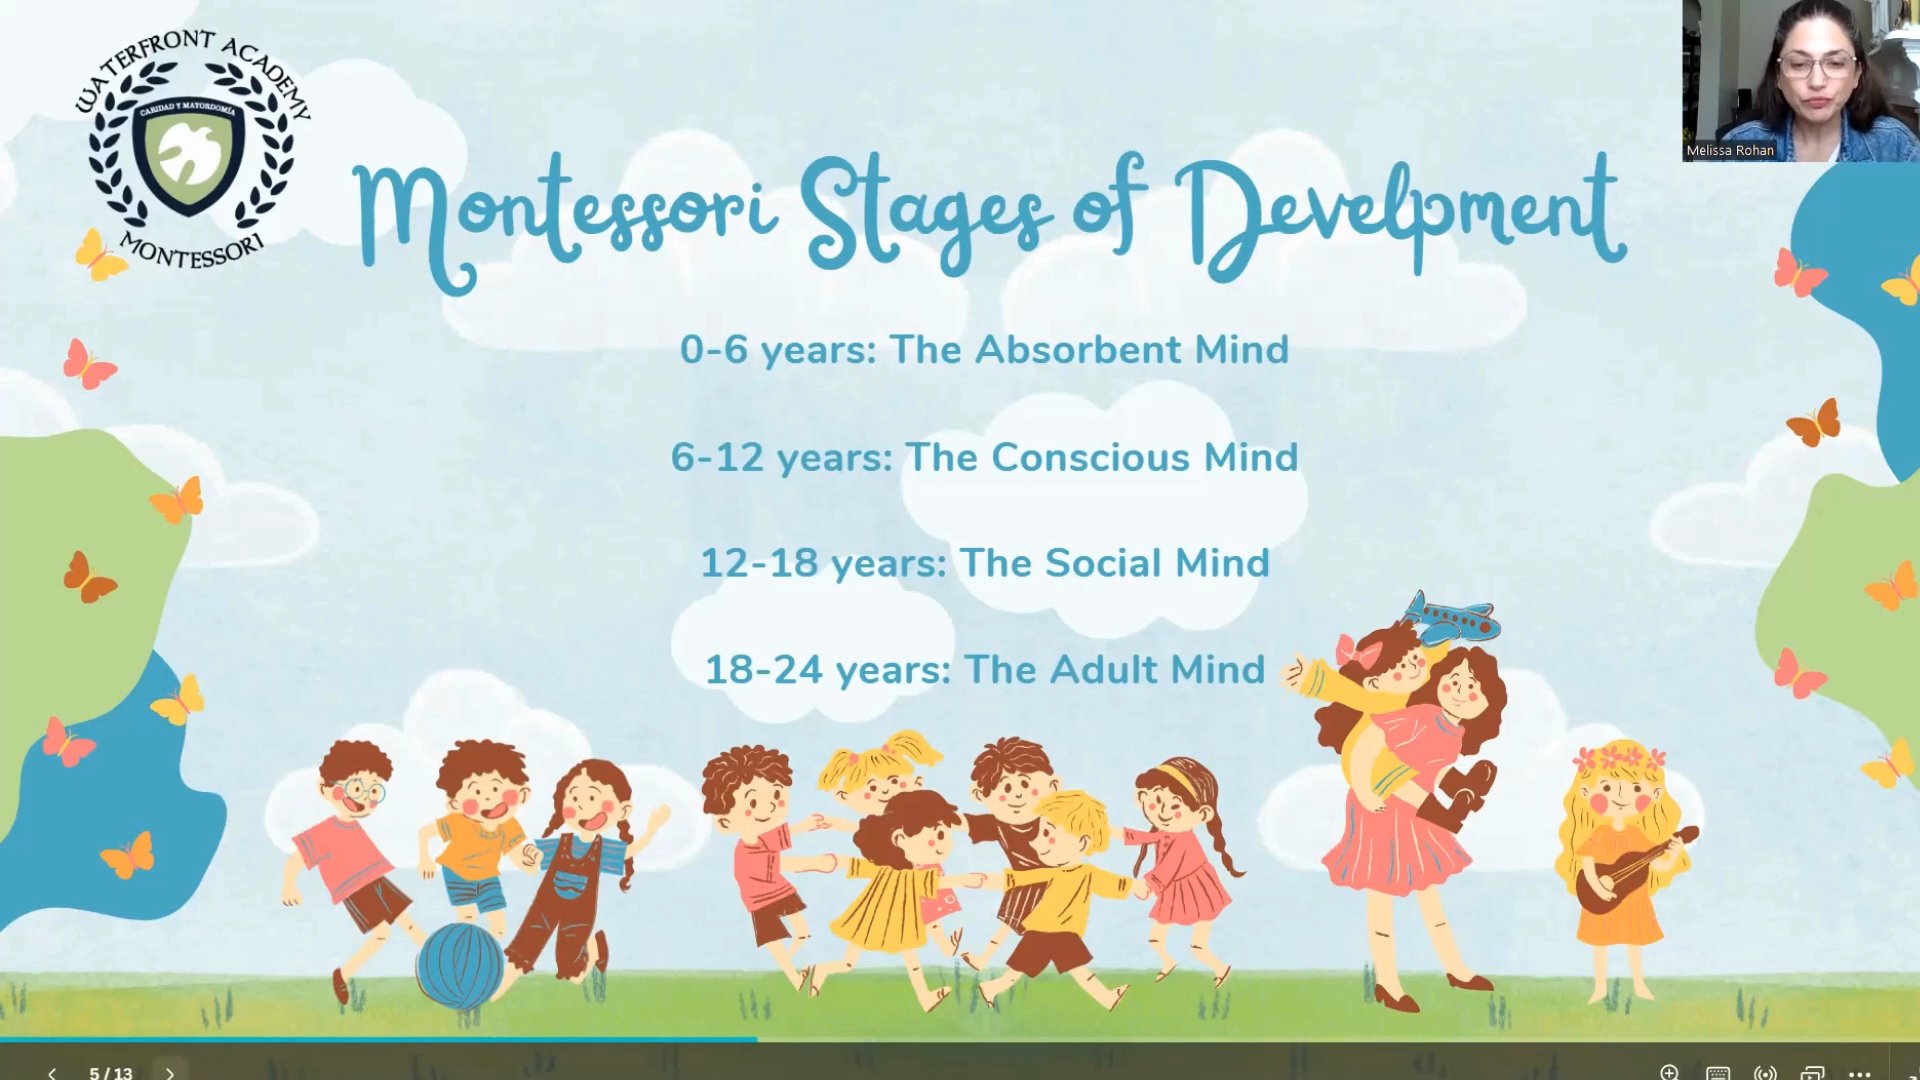 WATERFRONT ACADEMY
CARIDAD Y MAYORDOMÍA
MONTESSORI
Melissa Rohan
Montessori Stages of Develpment
0-6 years: The Absorbent Mind
6-12 years: The Conscious Mind
12-18 years: The Social Mind
18-24 years: The Adult Mind
5 / 13